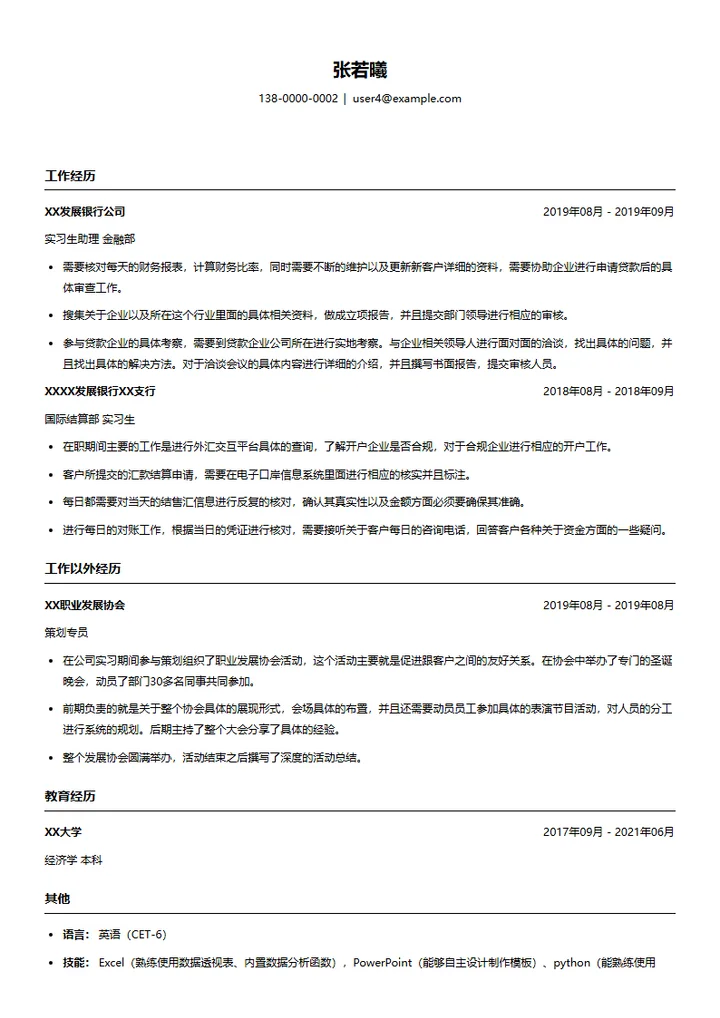 张若曦
138-0000-0002 | user4@example.com
工作经历
XX发展银行公司 2019年08月 - 2019年09月
实习生助理 金融部
• 需要核对每天的财务报表，计算财务比率，同时需要不断的维护以及更新新客户详细的资料，需要协助企业进行申请贷款后的具
体审查工作。
• 搜集关于企业以及所在这个行业里面的具体相关资料，做成立项报告，并且提交部门领导进行相应的审核。
• 参与贷款企业的具体考察，需要到贷款企业公司所在进行实地考察。与企业相关领导人进行面对面的洽谈，找出具体的问题，并
且找出具体的解决方法。对于洽谈会议的具体内容进行详细的介绍，并且撰写书面报告，提交审核人员。
XXXX发展银行XX支行 2018年08月 - 2018年09月
国际结算部 实习生
• 在职期间主要的工作是进行外汇交互平台具体的查询，了解开户企业是否合规，对于合规企业进行相应的开户工作。
• 客户所提交的汇款结算申请，需要在电子口岸信息系统里面进行相应的核实并且标注。
• 每日都需要对当天的结售汇信息进行反复的核对，确认其真实性以及金额方面必须要确保其准确。
• 进行每日的对账工作，根据当日的凭证进行核对，需要接听关于客户每日的咨询电话，回答客户各种关于资金方面的一些疑问。
工作以外经历
XX职业发展协会 2019年08月 - 2019年08月
策划专员
• 在公司实习期间参与策划组织了职业发展协会活动，这个活动主要就是促进跟客户之间的友好关系。在协会中举办了专门的圣诞
晚会，动员了部门30多名同事共同参加。
• 前期负责的就是关于整个协会具体的展现形式，会场具体的布置，并且还需要动员员工参加具体的表演节目活动，对人员的分工
进行系统的规划。后期主持了整个大会分享了具体的经验。
• 整个发展协会圆满举办，活动结束之后撰写了深度的活动总结。
教育经历
XX大学 2017年09月 - 2021年06月
经济学 本科
其他
• 语言： 英语（CET-6）
• 技能： Excel（熟练使用数据透视表、内置数据分析函数），PowerPoint（能够自主设计制作模板）、python（能熟练使用